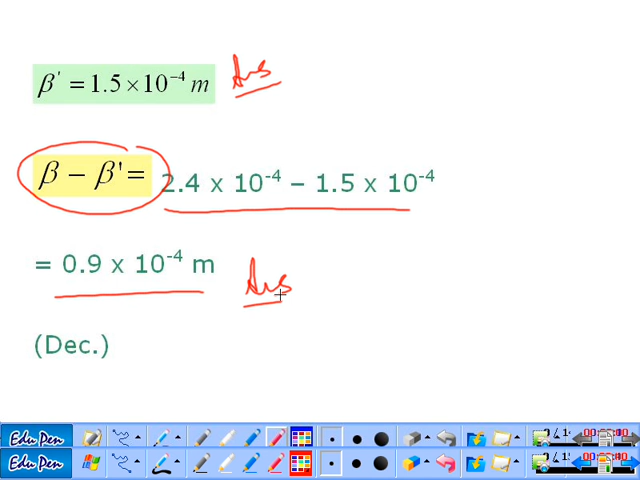 β' = 1.5 × 10⁻⁴ m Ans
β − β' = 2.4 x 10⁻⁴ – 1.5 x 10⁻⁴
= 0.9 x 10⁻⁴ m Ans
(Dec.)
Edu Pen
Edu Pen